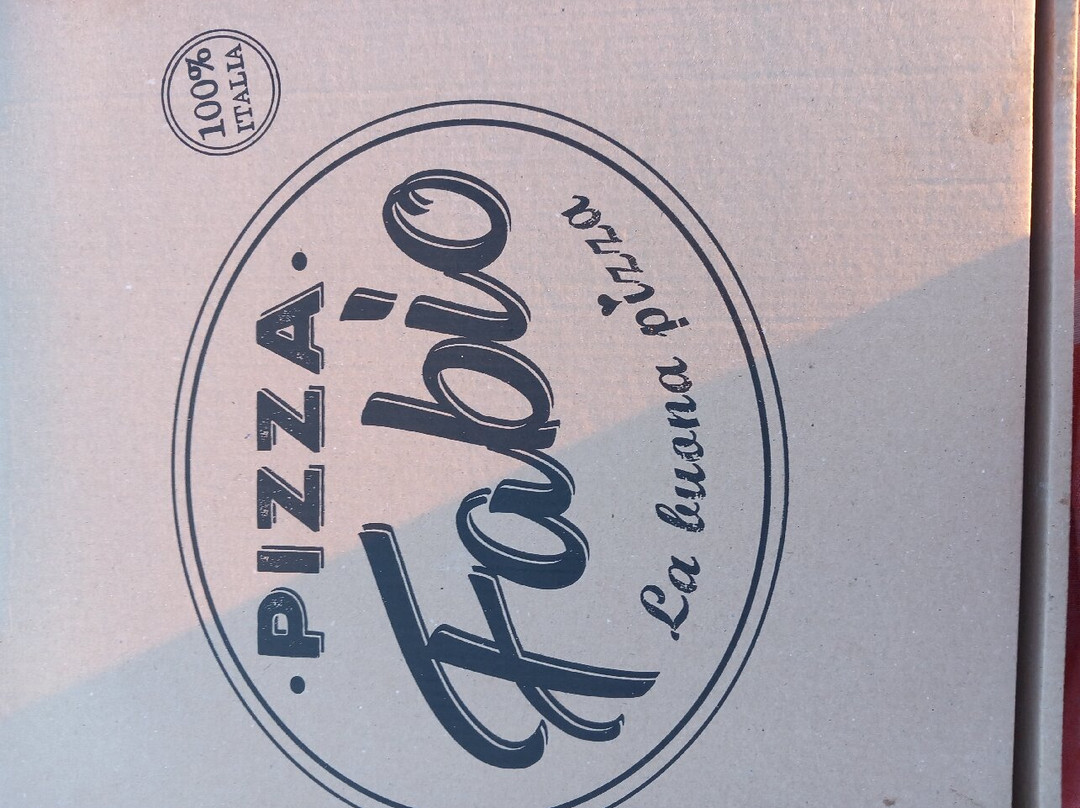 100%
ITALIA
• PIZZA •
Fabio
La buona pizza